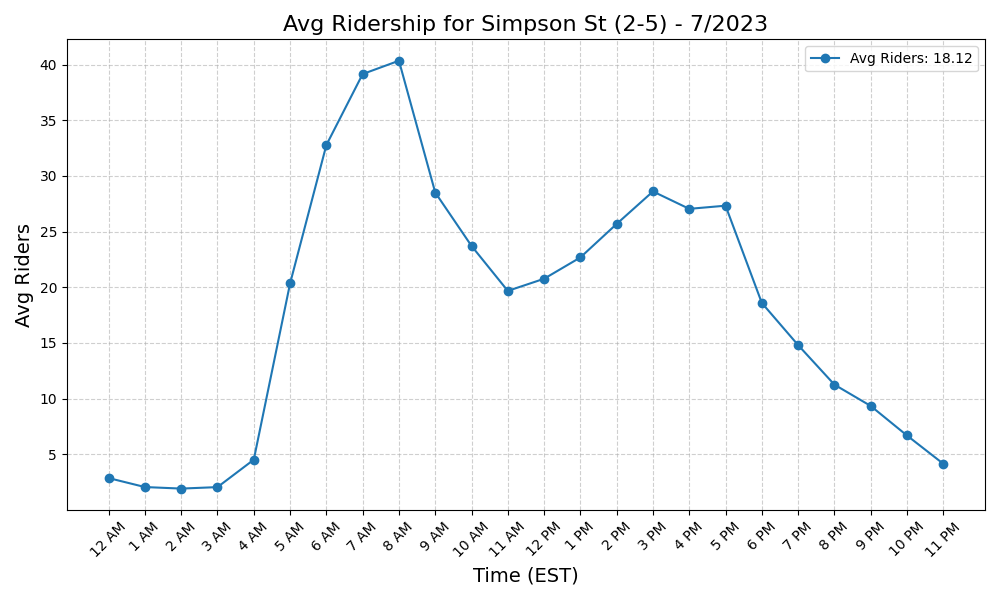 Avg Ridership for Simpson St (2-5) - 7/2023
Avg Riders: 18.12
Avg Riders
40
35
30
25
20
15
10
5
12 AM
1 AM
2 AM
3 AM
4 AM
5 AM
6 AM
7 AM
8 AM
9 AM
10 AM
11 AM
12 PM
1 PM
2 PM
3 PM
4 PM
5 PM
6 PM
7 PM
8 PM
9 PM
10 PM
11 PM
Time (EST)